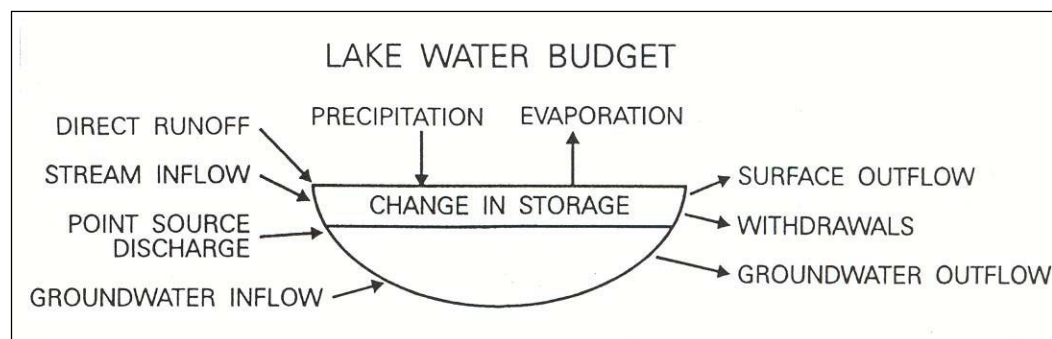 LAKE WATER BUDGET
PRECIPITATION
EVAPORATION
DIRECT RUNOFF
STREAM INFLOW
POINT SOURCE
DISCHARGE
GROUNDWATER INFLOW
CHANGE IN STORAGE
SURFACE OUTFLOW
WITHDRAWALS
GROUNDWATER OUTFLOW